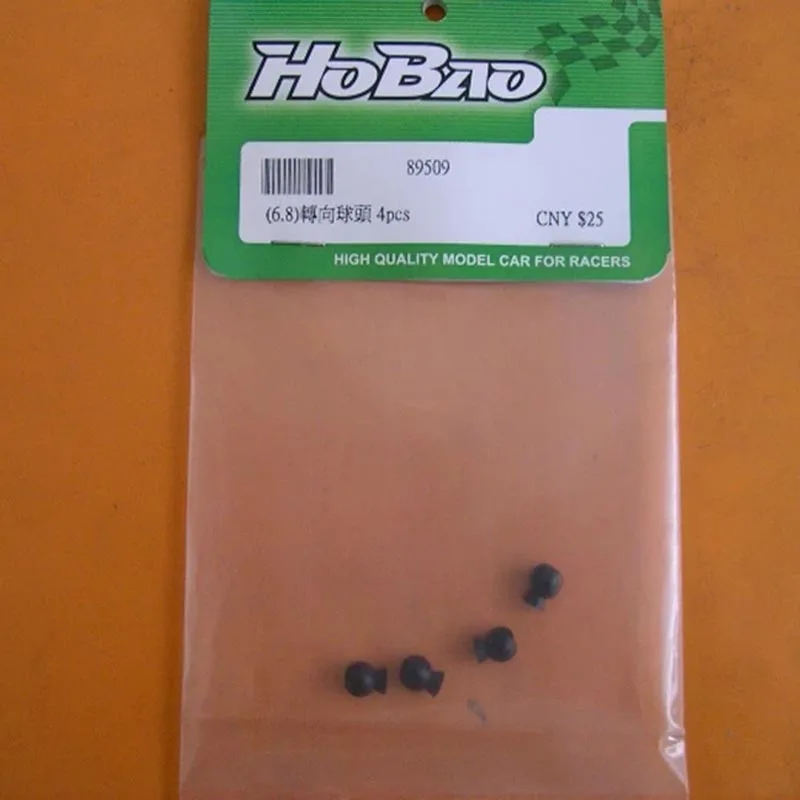 HOBAO
89509
(6.8)轉向球頭 4pcs
CNY $25
HIGH QUALITY MODEL CAR FOR RACERS